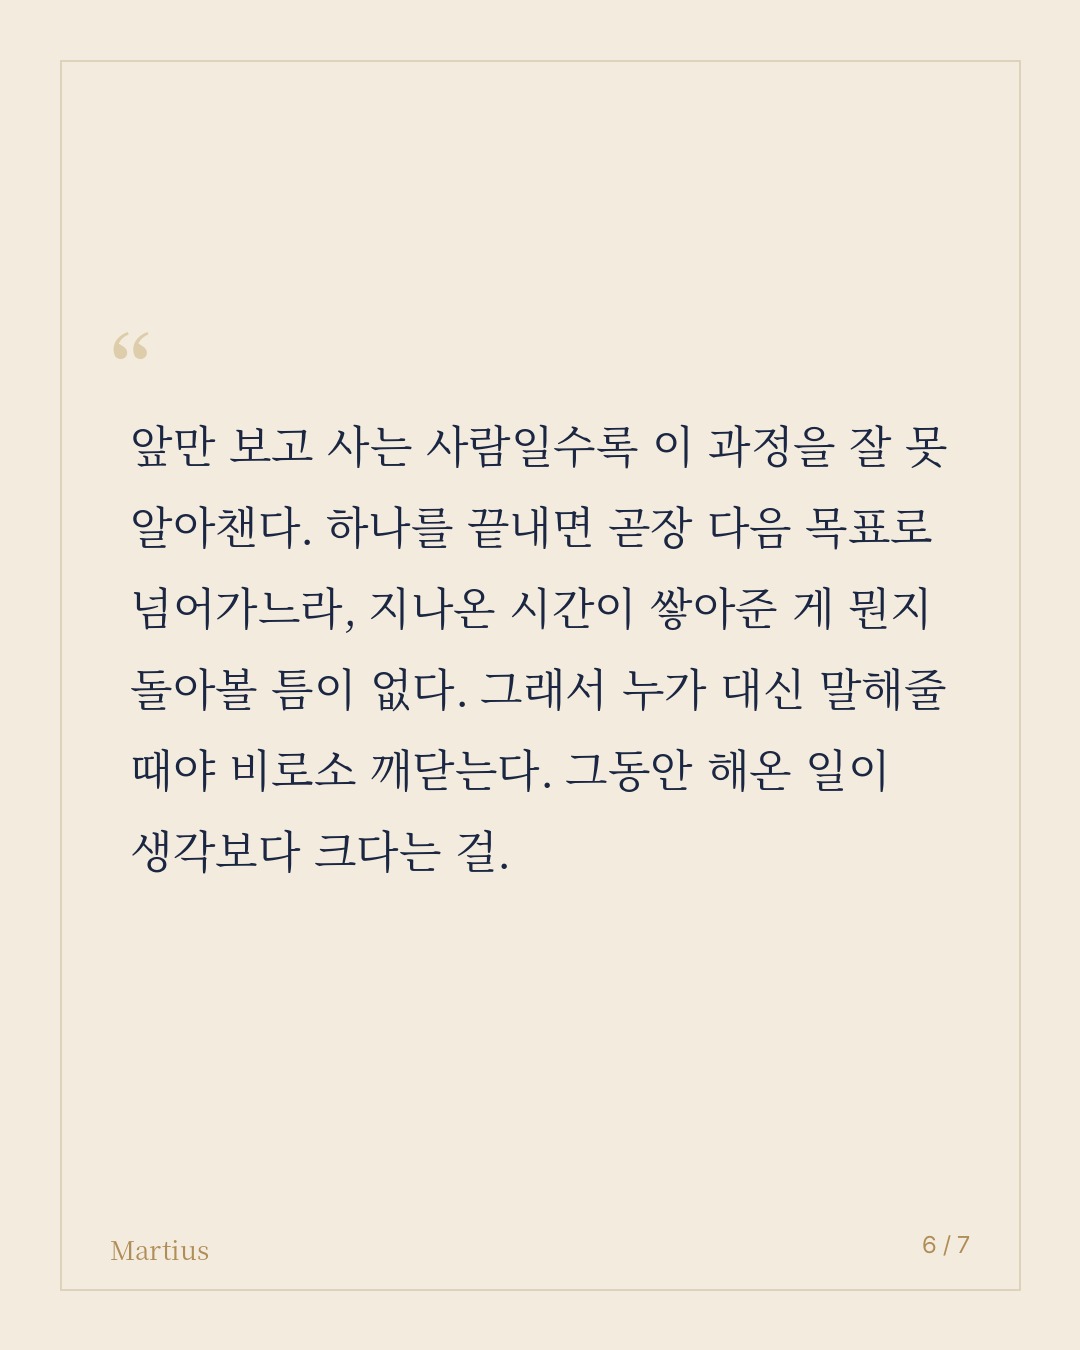 “
앞만 보고 사는 사람일수록 이 과정을 잘 못
알아챈다. 하나를 끝내면 곧장 다음 목표로
넘어가느라, 지나온 시간이 쌓아준 게 뭔지
돌아볼 틈이 없다. 그래서 누가 대신 말해줄
때야 비로소 깨닫는다. 그동안 해온 일이
생각보다 크다는 걸.
Martius
6 / 7